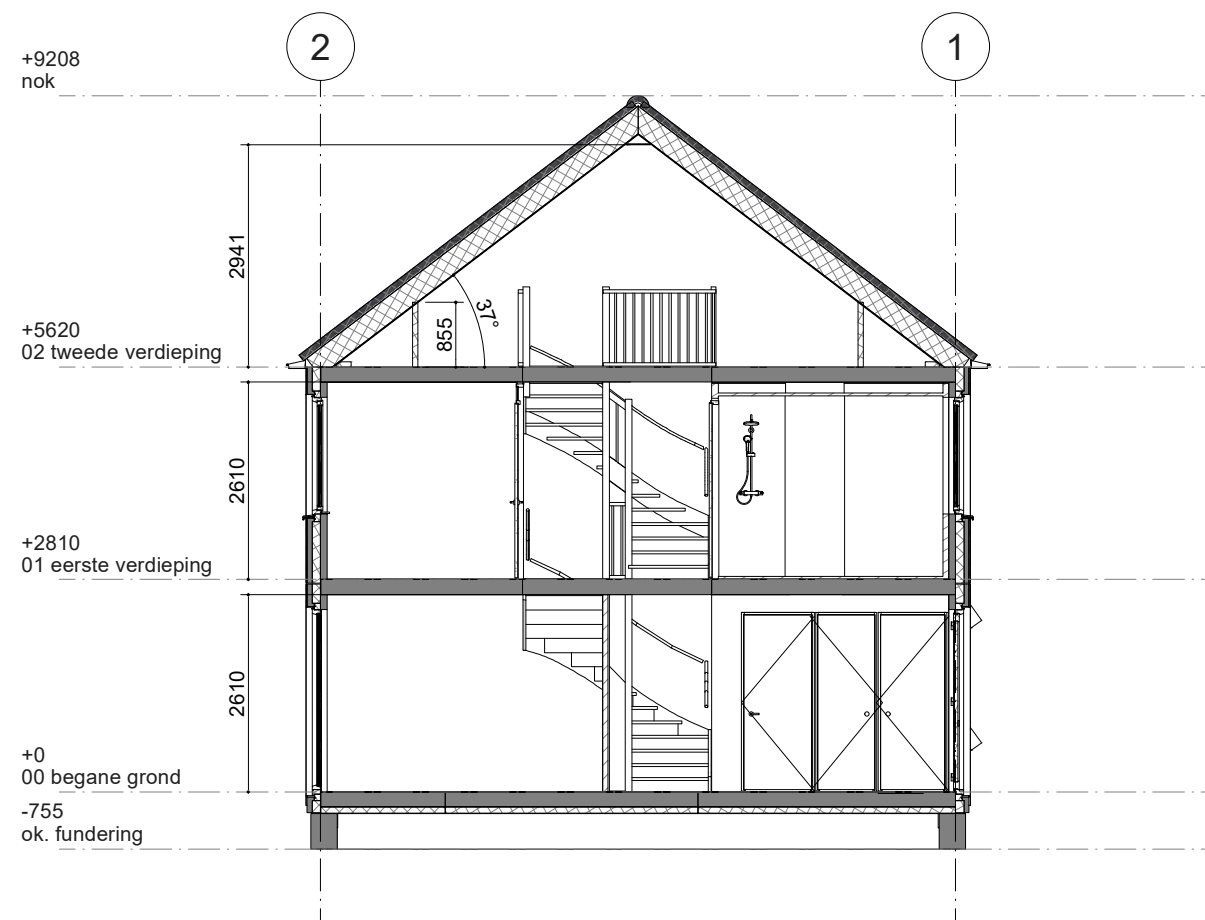 2
1
+9208
nok
2941
37°
855
+5620
02 tweede verdieping
2610
+2810
01 eerste verdieping
2610
+0
00 begane grond
-755
ok. fundering